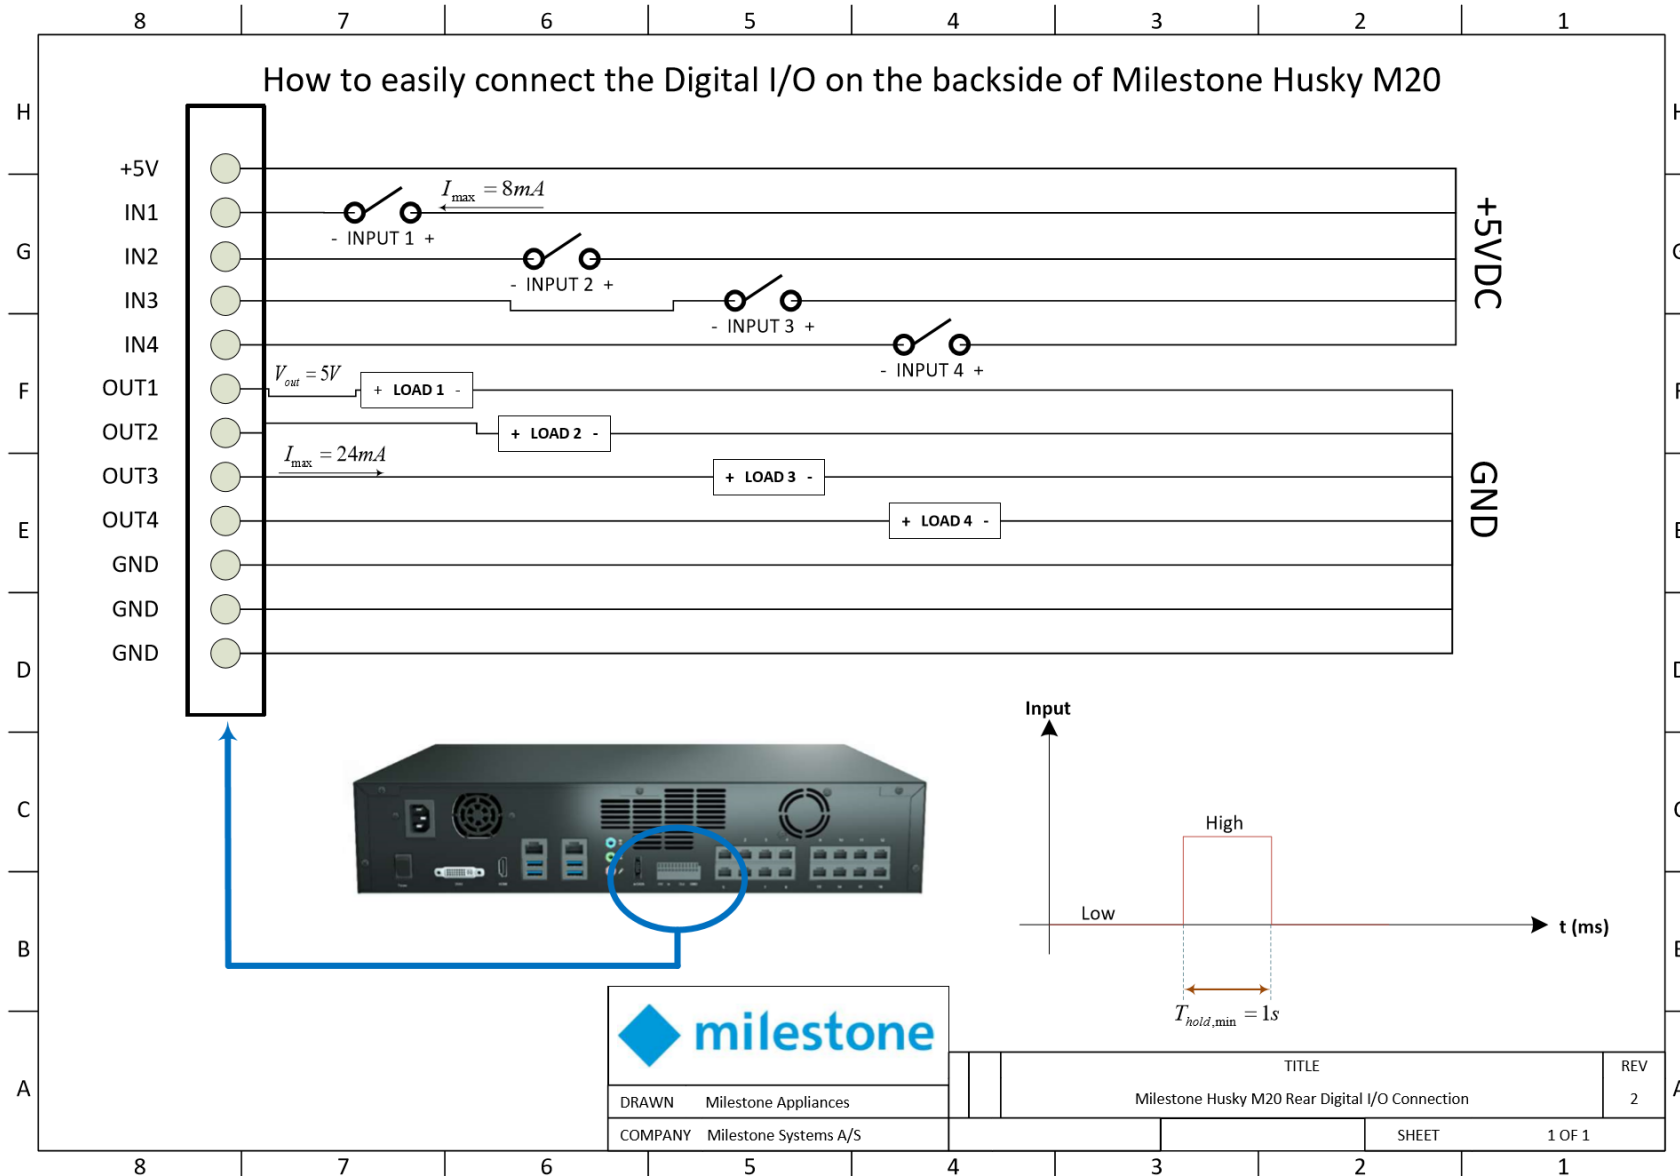 8 7 6 5 4 3 2 1
How to easily connect the Digital I/O on the backside of Milestone Husky M20
H
H
+5V
IN1
I max = 8mA
- INPUT 1 +
G
G
IN2
- INPUT 2 +
+5VDC
IN3
- INPUT 3 +
IN4
- INPUT 4 +
F
F
OUT1
V out = 5V
+ LOAD 1 -
OUT2
+ LOAD 2 -
I max = 24mA
OUT3
+ LOAD 3 -
GND
OUT4
+ LOAD 4 -
E
E
GND
GND
GND
D
D
Input
C
C
High
Low
t (ms)
B
B
T hold,min = 1s
milestone
TITLE
REV
A
A
DRAWN Milestone Appliances
Milestone Husky M20 Rear Digital I/O Connection
2
COMPANY Milestone Systems A/S
SHEET 1 OF 1
8 7 6 5 4 3 2 1